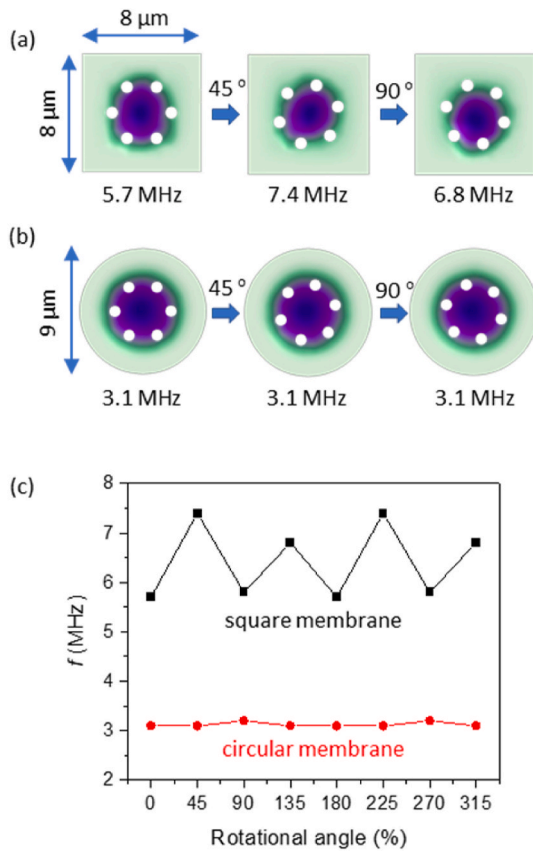 (a)
8 µm
8 µm
45 °
90 °
5.7 MHz
7.4 MHz
6.8 MHz
(b)
9 µm
45 °
90 °
3.1 MHz
3.1 MHz
3.1 MHz
(c)
8
7
6
5
4
3
2
f (MHz)
square membrane
circular membrane
0 45 90 135 180 225 270 315
Rotational angle (%)